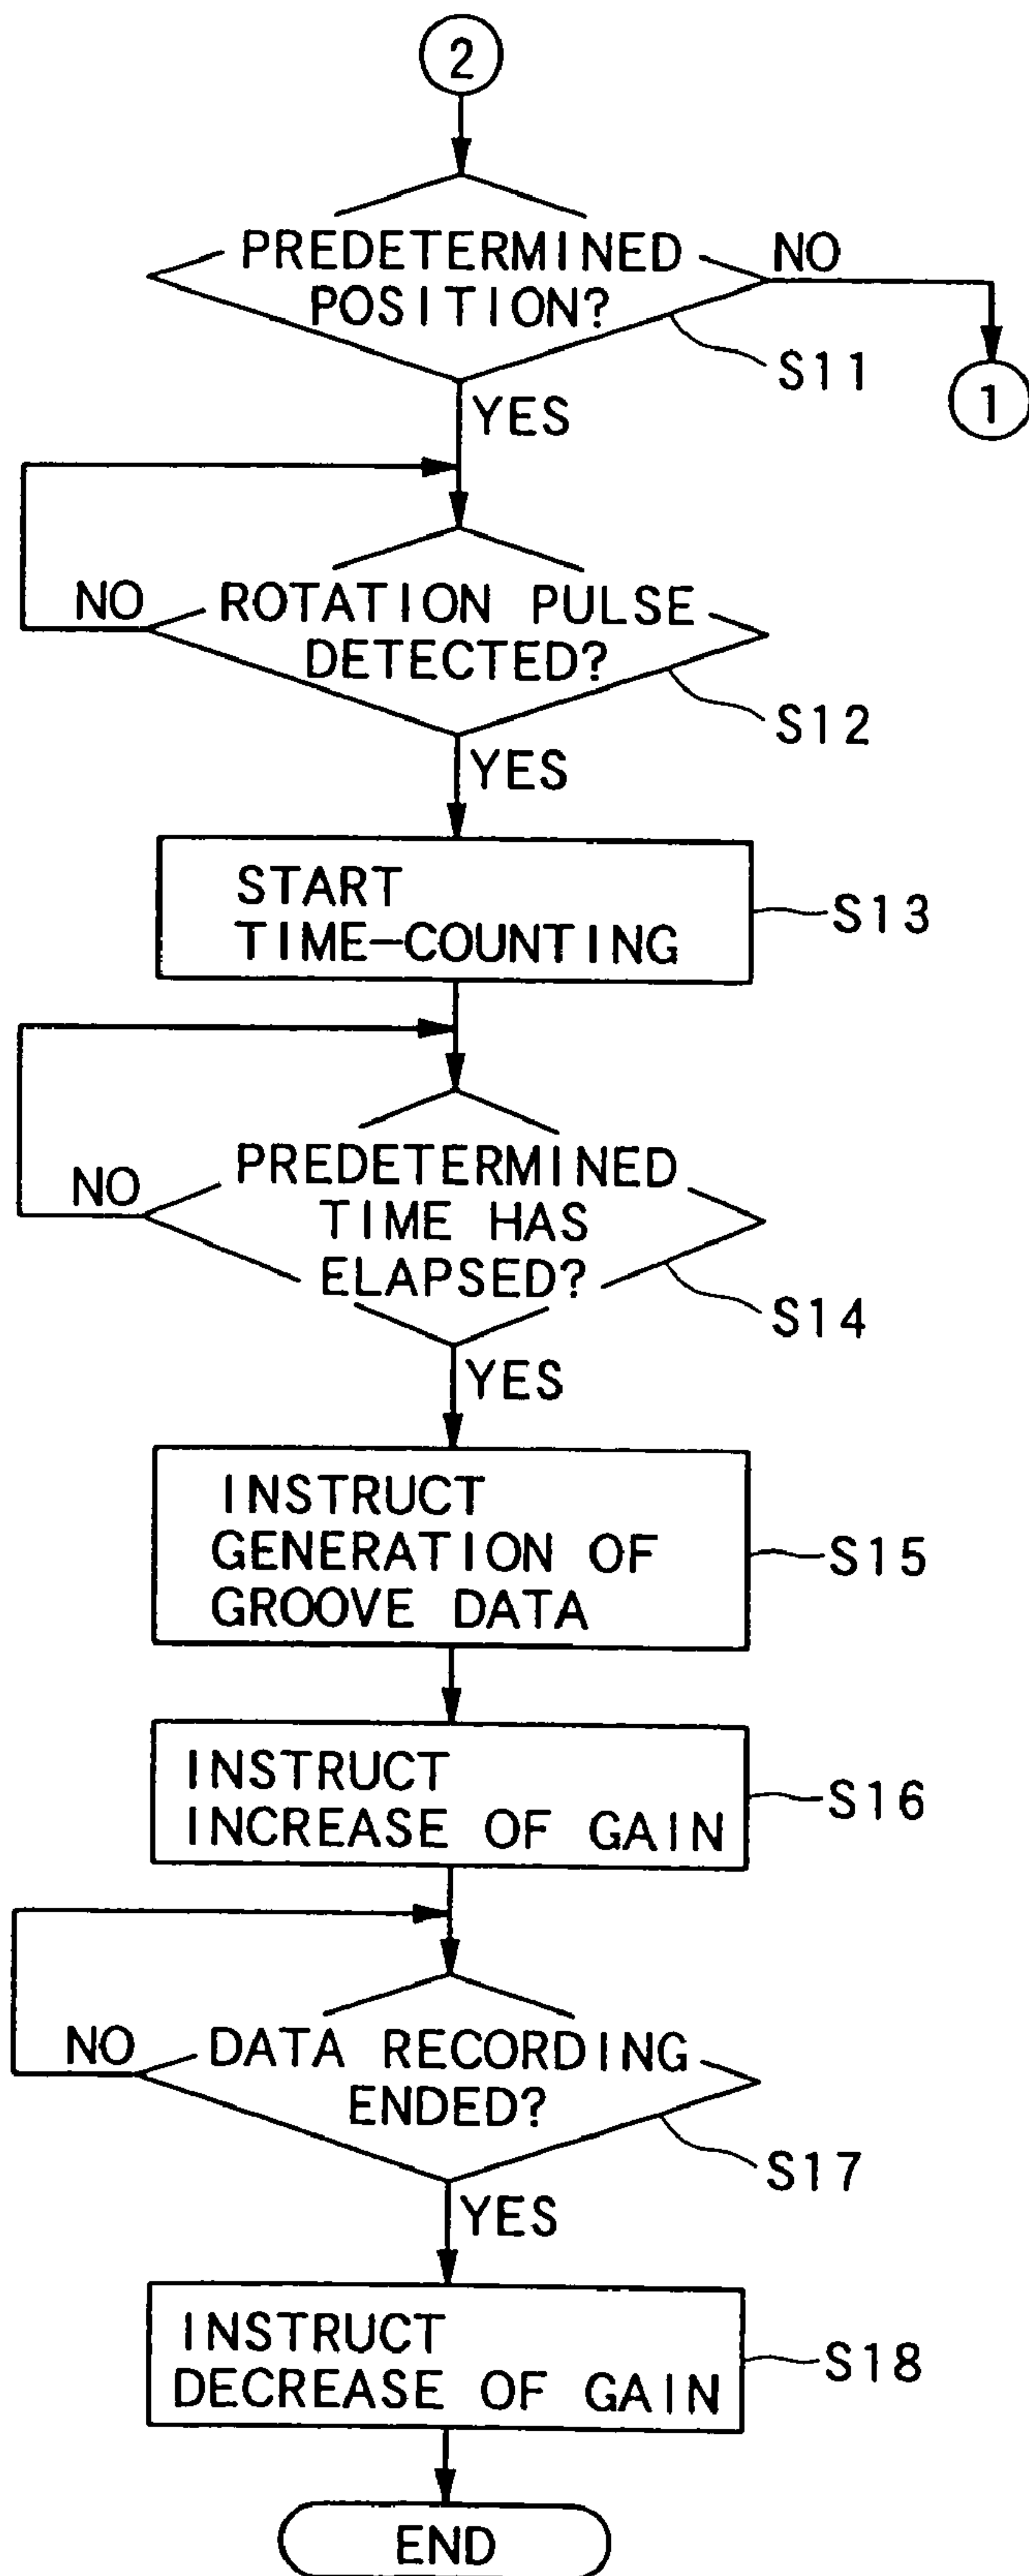 2
PREDETERMINED
POSITION?
NO
S11
1
YES
NO
ROTATION PULSE
DETECTED?
S12
YES
START
TIME-COUNTING
S13
PREDETERMINED
NO
TIME HAS
ELAPSED?
S14
YES
INSTRUCT
GENERATION OF
GROOVE DATA
S15
INSTRUCT
INCREASE OF GAIN
S16
NO
DATA RECORDING
ENDED?
S17
YES
INSTRUCT
DECREASE OF GAIN
S18
END